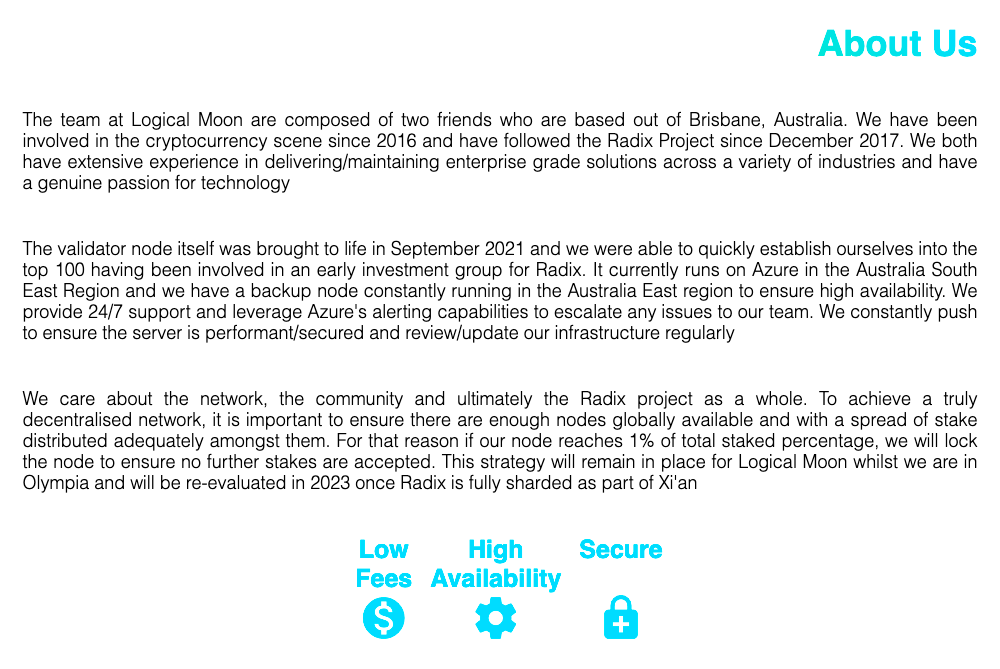 About Us
The team at Logical Moon are composed of two friends who are based out of Brisbane, Australia. We have been
involved in the cryptocurrency scene since 2016 and have followed the Radix Project since December 2017. We both
have extensive experience in delivering/maintaining enterprise grade solutions across a variety of industries and have
a genuine passion for technology
The validator node itself was brought to life in September 2021 and we were able to quickly establish ourselves into the
top 100 having been involved in an early investment group for Radix. It currently runs on Azure in the Australia South
East Region and we have a backup node constantly running in the Australia East region to ensure high availability. We
provide 24/7 support and leverage Azure's alerting capabilities to escalate any issues to our team. We constantly push
to ensure the server is performant/secured and review/update our infrastructure regularly
We care about the network, the community and ultimately the Radix project as a whole. To achieve a truly
decentralised network, it is important to ensure there are enough nodes globally available and with a spread of stake
distributed adequately amongst them. For that reason if our node reaches 1% of total staked percentage, we will lock
the node to ensure no further stakes are accepted. This strategy will remain in place for Logical Moon whilst we are in
Olympia and will be re-evaluated in 2023 once Radix is fully sharded as part of Xi'an
Low
Fees
High
Availability
Secure